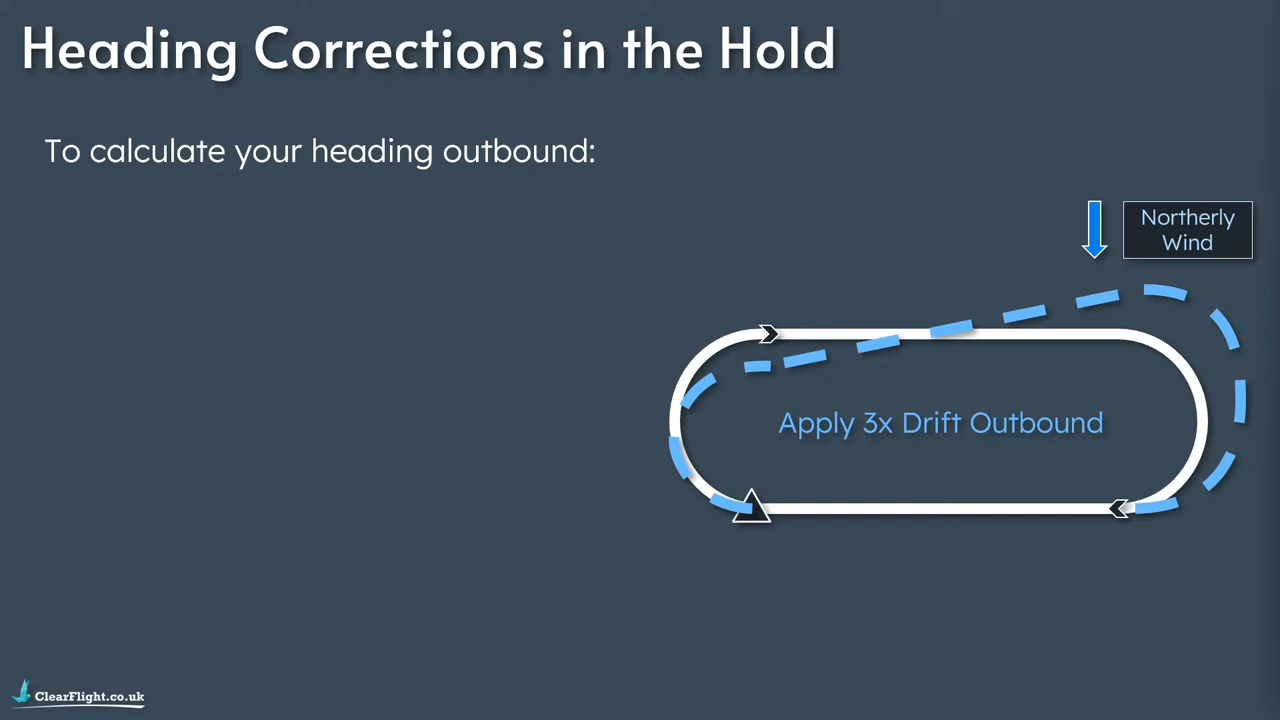 Heading Corrections in the Hold
To calculate your heading outbound:
Northerly
Wind
Apply 3x Drift Outbound
ClearFlight.co.uk